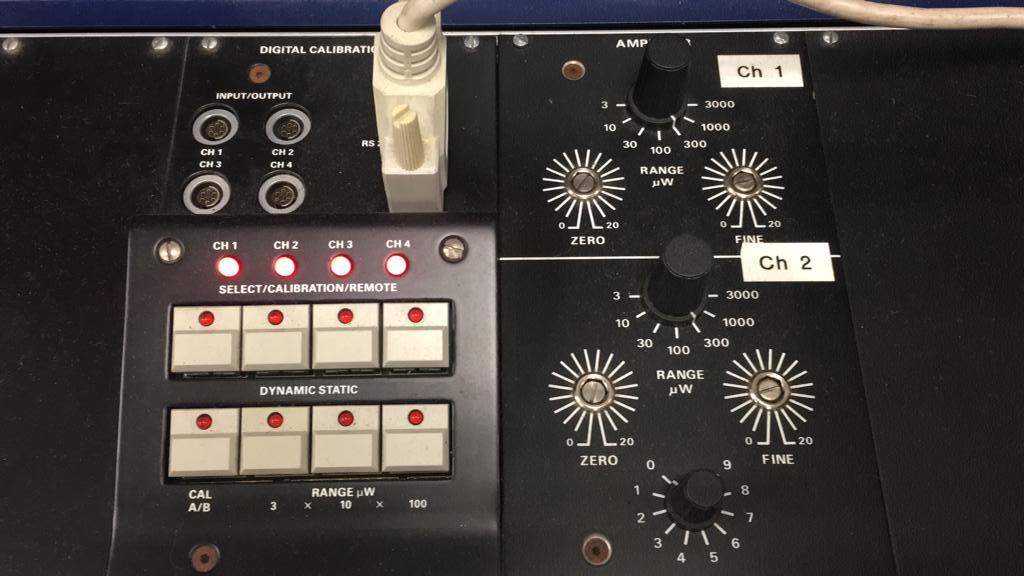 DIGITAL CALIBRATIO
INPUT/OUTPUT
CH 1 CH 2
CH 3 CH 4
RS
CH 1 CH 2 CH 3 CH 4
SELECT/CALIBRATION/REMOTE
DYNAMIC STATIC
CAL
A/B
RANGE μW
3 × 10 × 100
AMP
Ch 1
3 3000
10 1000
30 100 300
RANGE
μW
0 20
ZERO
0 20
FINE
Ch 2
3 3000
10 1000
30 100 300
RANGE
μW
0 20
ZERO
0 20
FINE
0 9
1 8
2 7
3 4 5 6